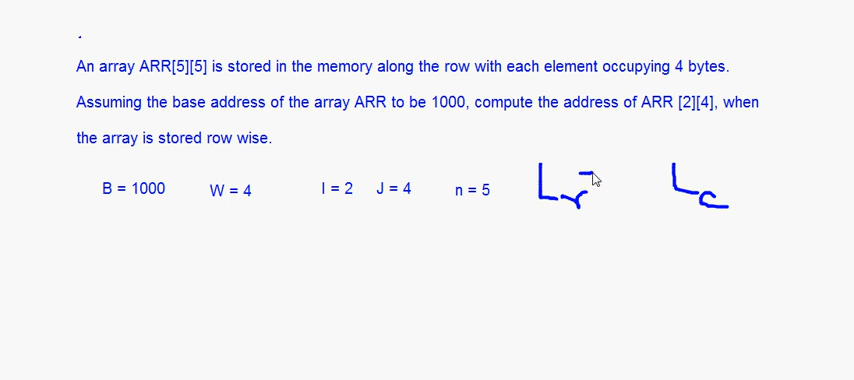 An array ARR[5][5] is stored in the memory along the row with each element occupying 4 bytes.
Assuming the base address of the array ARR to be 1000, compute the address of ARR [2][4], when
the array is stored row wise.
B = 1000 W = 4 I = 2 J = 4 n = 5 Lr Lc